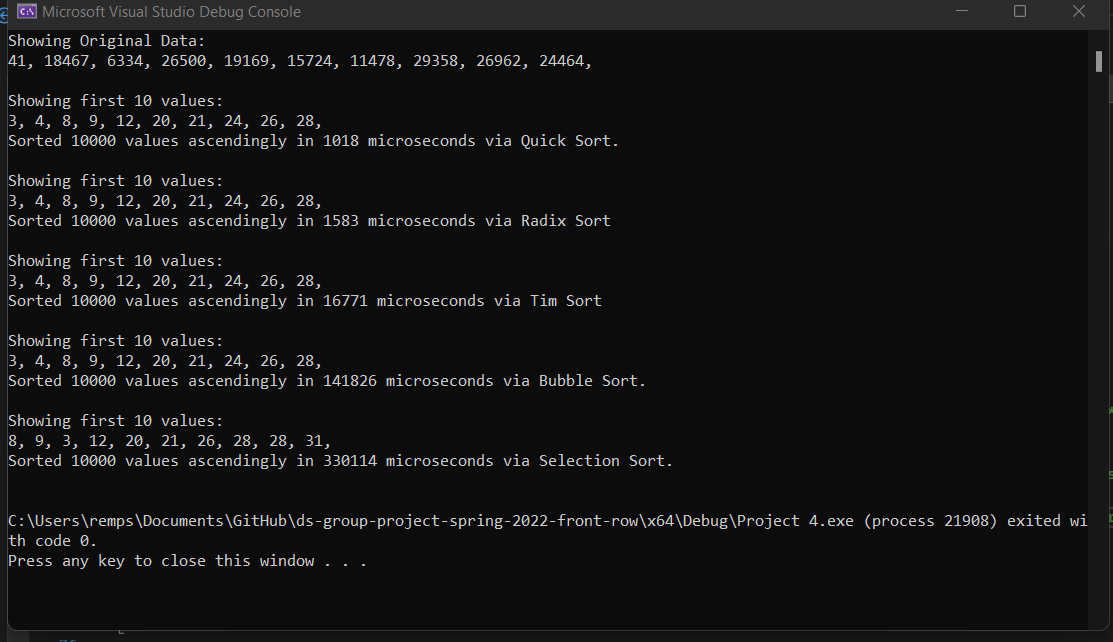 Microsoft Visual Studio Debug Console
Showing Original Data:
41, 18467, 6334, 26500, 19169, 15724, 11478, 29358, 26962, 24464,
Showing first 10 values:
3, 4, 8, 9, 12, 20, 21, 24, 26, 28,
Sorted 10000 values ascendingly in 1018 microseconds via Quick Sort.
Showing first 10 values:
3, 4, 8, 9, 12, 20, 21, 24, 26, 28,
Sorted 10000 values ascendingly in 1583 microseconds via Radix Sort
Showing first 10 values:
3, 4, 8, 9, 12, 20, 21, 24, 26, 28,
Sorted 10000 values ascendingly in 16771 microseconds via Tim Sort
Showing first 10 values:
3, 4, 8, 9, 12, 20, 21, 24, 26, 28,
Sorted 10000 values ascendingly in 141826 microseconds via Bubble Sort.
Showing first 10 values:
8, 9, 3, 12, 20, 21, 26, 28, 28, 31,
Sorted 10000 values ascendingly in 330114 microseconds via Selection Sort.
C:\Users\remps\Documents\GitHub\ds-group-project-spring-2022-front-row\x64\Debug\Project 4.exe (process 21908) exited wi
th code 0.
Press any key to close this window . . .